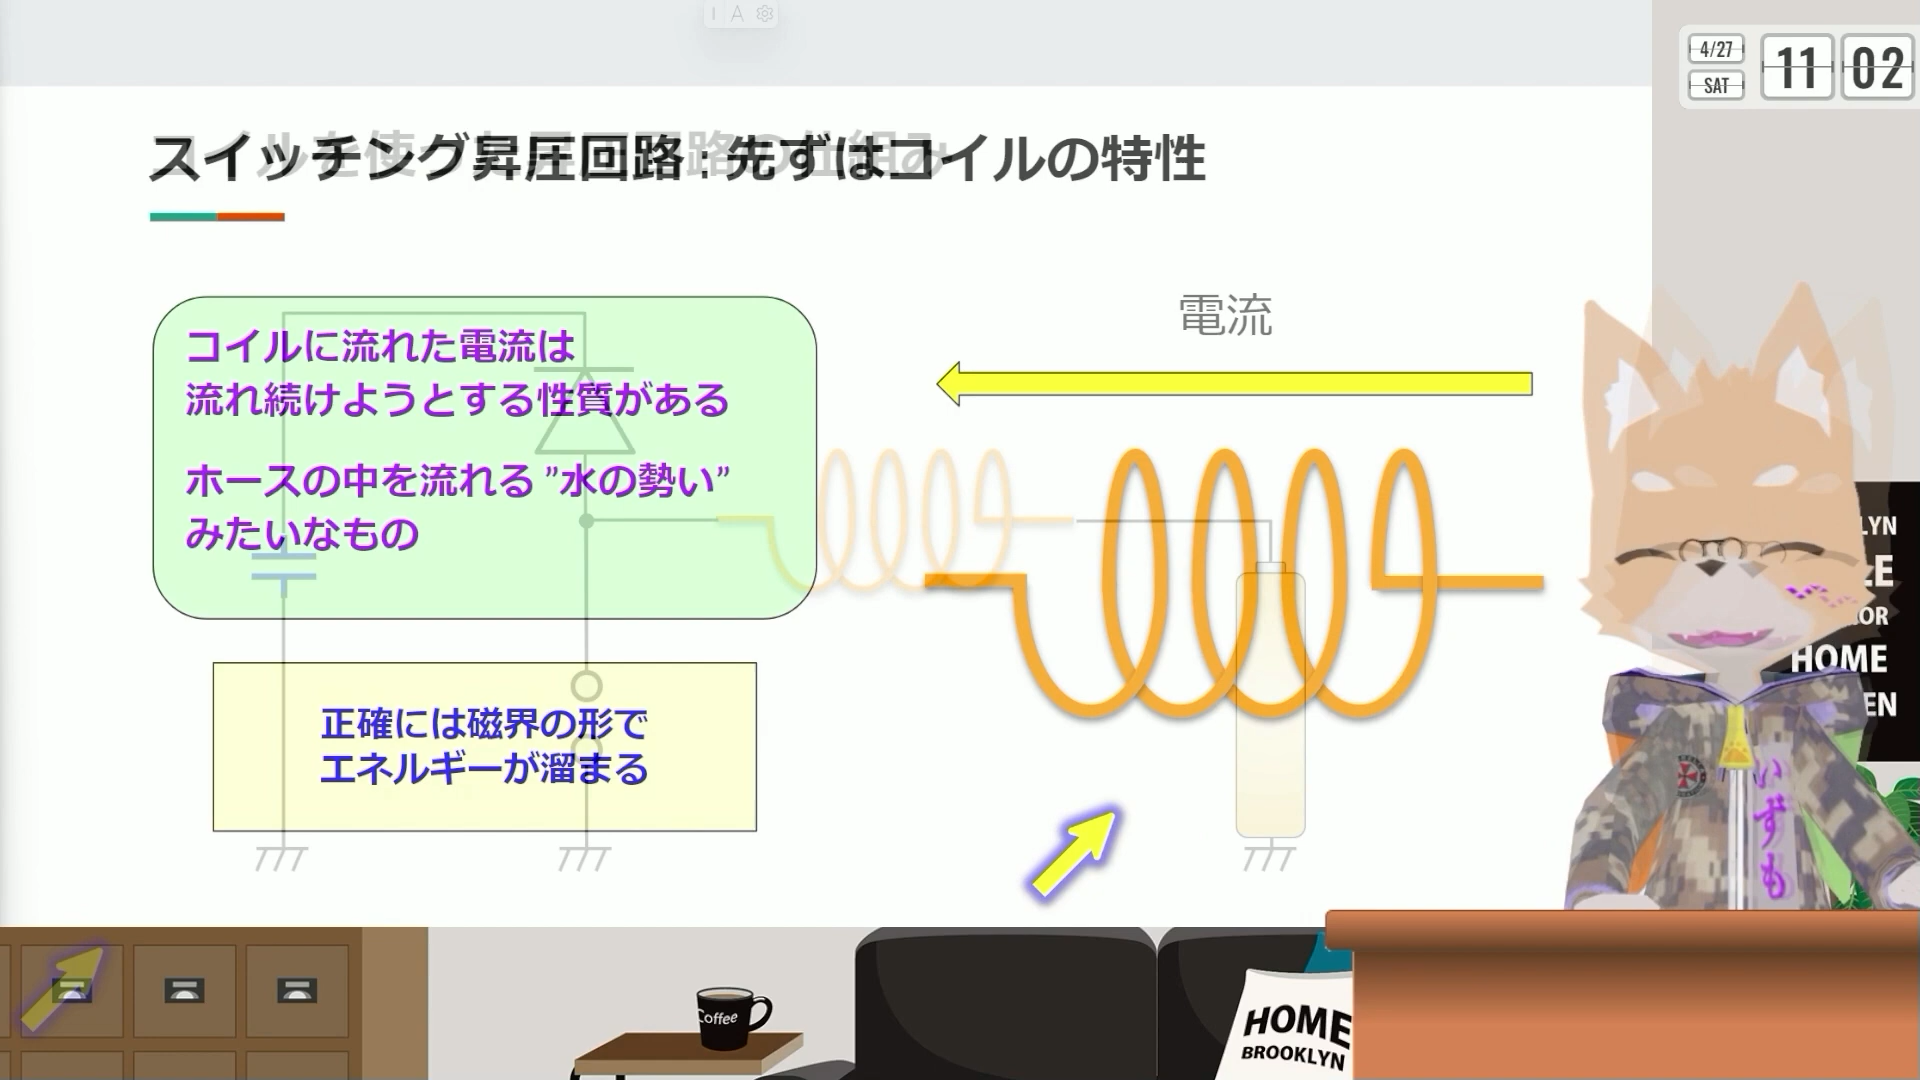 A
4/27
SAT
11 02
スイッチング昇圧回路 : 先ずはコイルの特性
コイルに流れた電流は
流れ続けようとする性質がある
ホースの中を流れる ”水の勢い”
みたいなもの
正確には磁界の形で
エネルギーが溜まる
電流
LYN
LE
OR
HOME
EN
いずも
Coffee
HOME
BROOKLYN